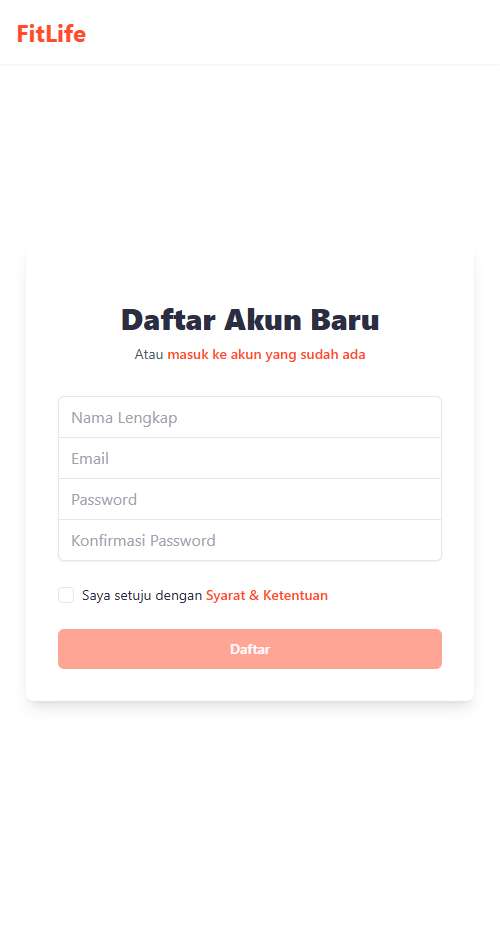 FitLife
Daftar Akun Baru
Atau masuk ke akun yang sudah ada
Nama Lengkap
Email
Password
Konfirmasi Password
Saya setuju dengan Syarat & Ketentuan
Daftar